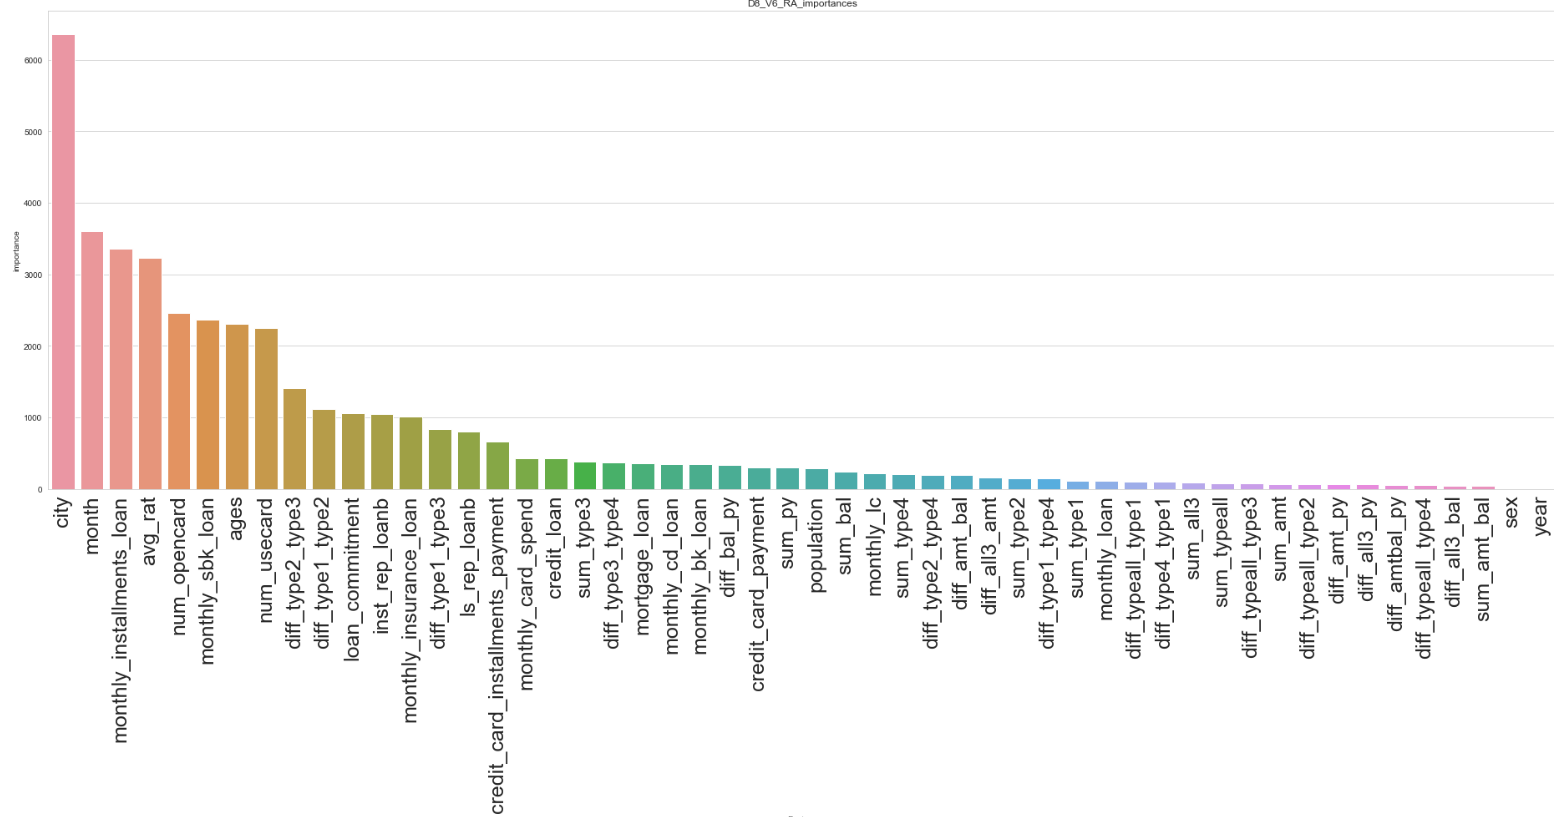 D8_V6_RA_importances
importance
6000
5000
4000
3000
2000
1000
0
city
month
monthly_installments_loan
avg_rat
num_opencard
monthly_sbk_loan
ages
num_usecard
diff_type2_type3
diff_type1_type2
loan_commitment
inst_rep_loanb
monthly_insurance_loan
diff_type1_type3
ls_rep_loanb
credit_card_installments_payment
monthly_card_spend
credit_loan
sum_type3
diff_type3_type4
mortgage_loan
monthly_cd_loan
monthly_bk_loan
diff_bal_py
credit_card_payment
sum_py
population
sum_bal
monthly_lc
sum_type4
diff_type2_type4
diff_amt_bal
diff_all3_amt
sum_type2
diff_type1_type4
sum_type1
monthly_loan
diff_typeall_type1
diff_type4_type1
sum_all3
sum_typeall
diff_typeall_type3
sum_amt
diff_typeall_type2
diff_amt_py
diff_all3_py
diff_amtbal_py
diff_typeall_type4
diff_all3_bal
sum_amt_bal
sex
year